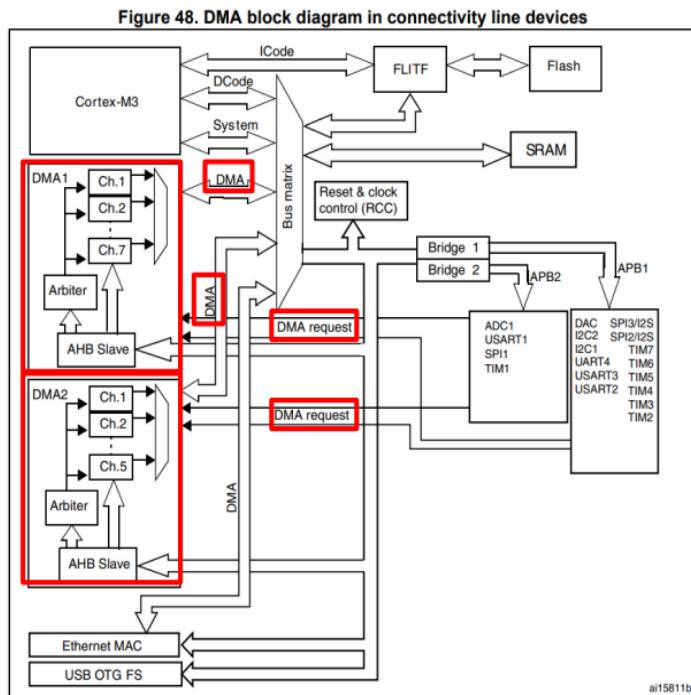 Figure 48. DMA block diagram in connectivity line devices
ICode
Cortex-M3
FLITF
Flash
DCode
System
SRAM
Bus matrix
DMA1
Ch.1
Ch.2
Ch.7
Arbiter
AHB Slave
DMA
Reset & clock
control (RCC)
Bridge 1
Bridge 2
APB2
APB1
DMA
DMA request
ADC1
USART1
SPI1
TIM1
DAC
I2C2
I2C1
UART4
USART3
USART2
SPI3/I2S
SPI2/I2S
TIM7
TIM6
TIM5
TIM4
TIM3
TIM2
DMA2
Ch.1
Ch.2
Ch.5
Arbiter
AHB Slave
DMA request
DMA
Ethernet MAC
USB OTG FS
ai15811b